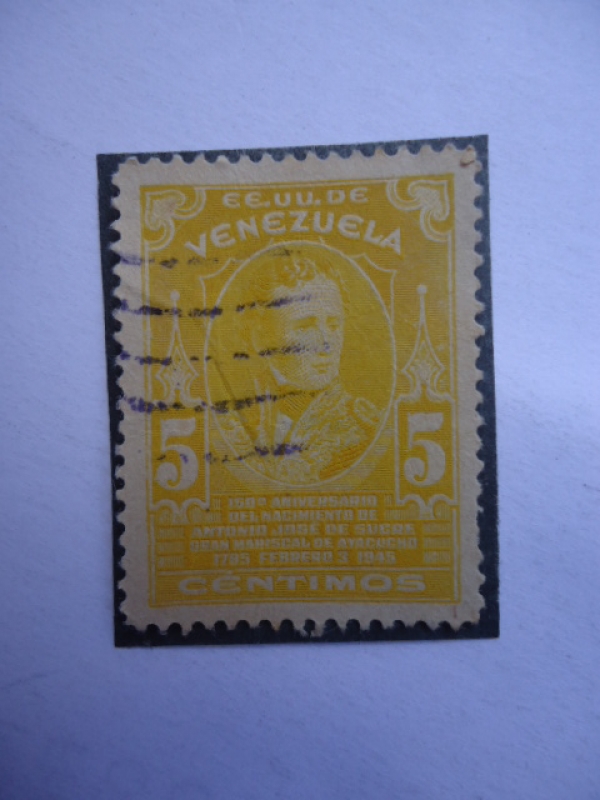 EE.UU.DE
VENEZUELA
5 5
150º ANIVERSARIO
DEL NACIMIENTO DE
ANTONIO JOSÉ DE SUCRE
GRAN MARISCAL DE AYACUCHO
1795 FEBRERO 3 1945
CÉNTIMOS